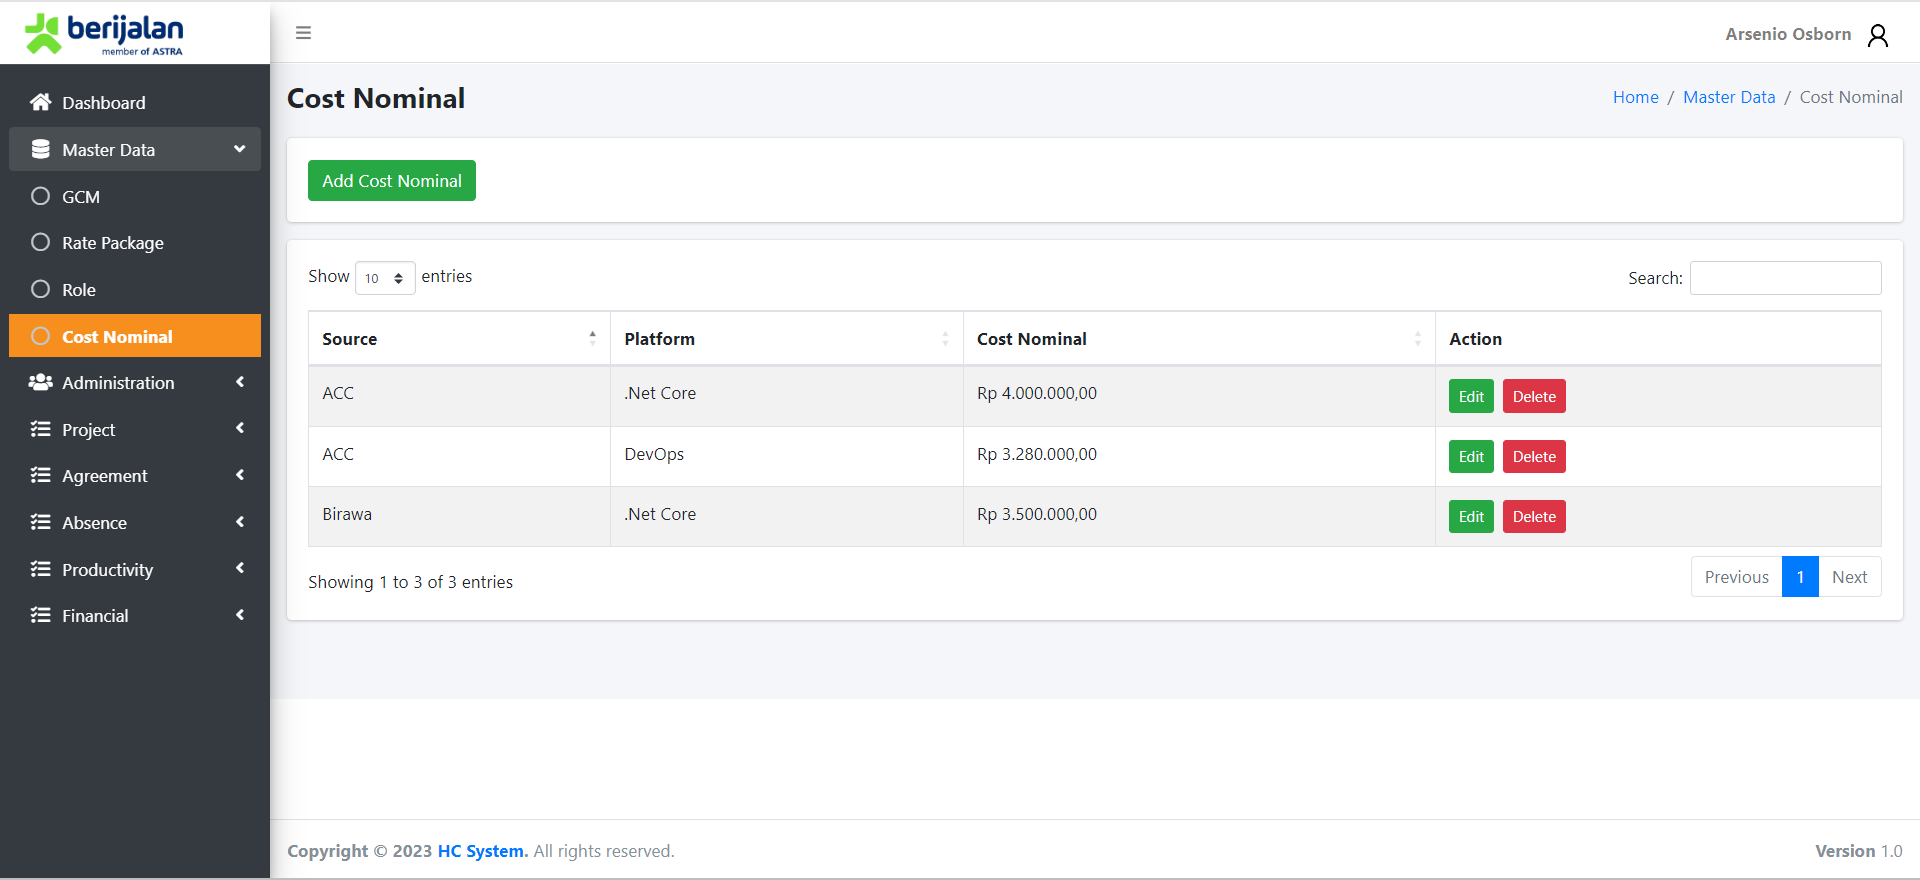 berijalan
member of ASTRA
Arsenio Osborn
Dashboard
Master Data
GCM
Rate Package
Role
Cost Nominal
Administration
Project
Agreement
Absence
Productivity
Financial
Cost Nominal
Home / Master Data / Cost Nominal
Add Cost Nominal
Show 10 entries
Search:
Source Platform Cost Nominal Action
ACC .Net Core Rp 4.000.000,00 Edit Delete
ACC DevOps Rp 3.280.000,00 Edit Delete
Birawa .Net Core Rp 3.500.000,00 Edit Delete
Showing 1 to 3 of 3 entries
Previous 1 Next
Copyright © 2023 HC System. All rights reserved.
Version 1.0